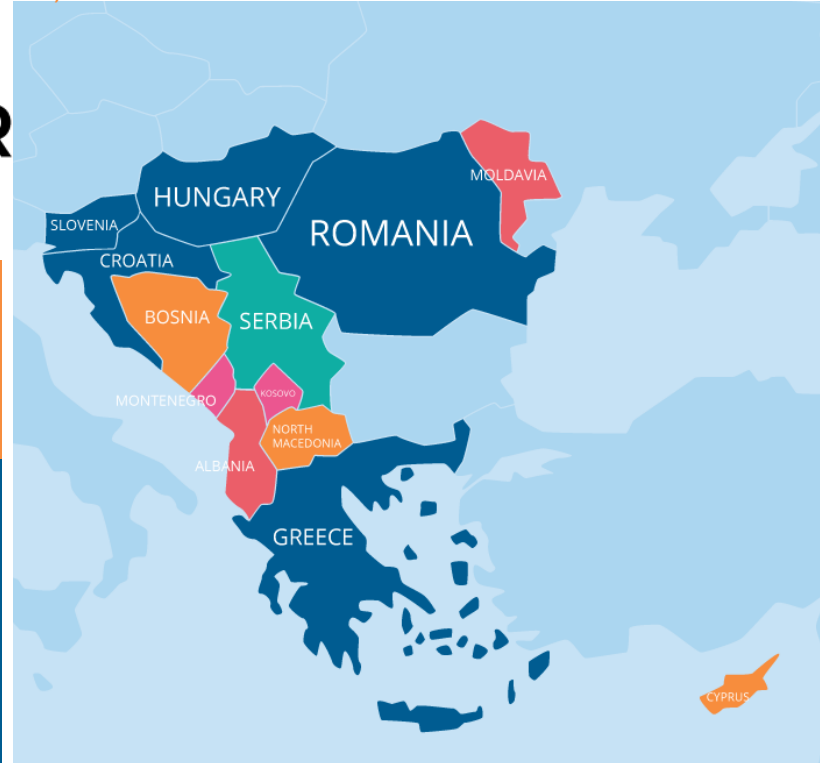 R
HUNGARY
MOLDAVIA
SLOVENIA
ROMANIA
CROATIA
BOSNIA
SERBIA
MONTENEGRO
KOSOVO
NORTH
MACEDONIA
ALBANIA
GREECE
CYPRUS